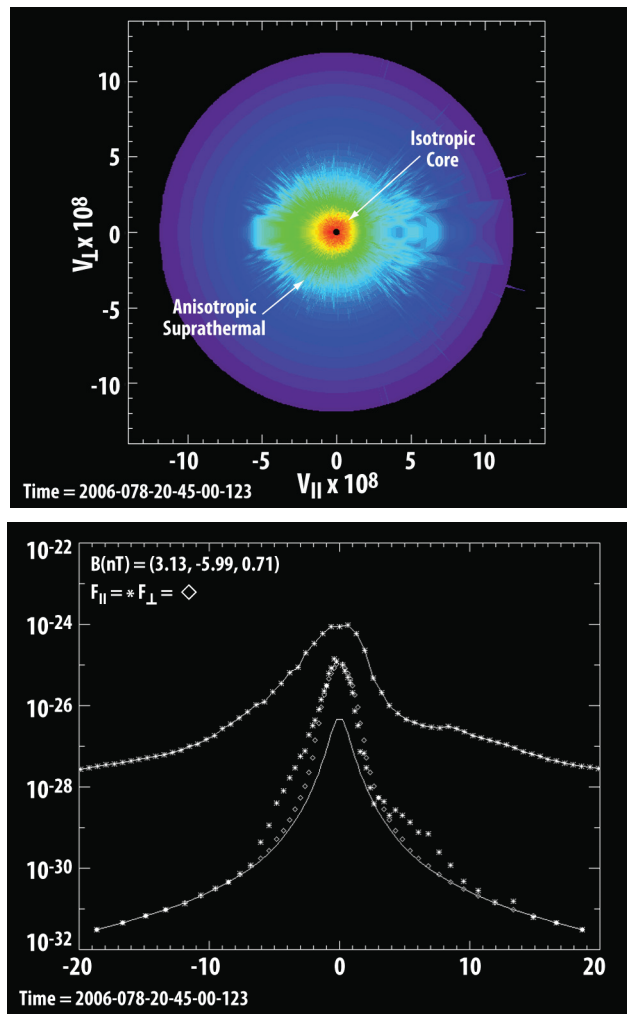 10
5
0
-5
-10
V⊥ x 10⁸
Isotropic
Core
Anisotropic
Suprathermal
-10 -5 0 5 10
V|| x 10⁸
Time = 2006-078-20-45-00-123
10⁻²²
10⁻²⁴
10⁻²⁶
10⁻²⁸
10⁻³⁰
10⁻³²
B(nT) = (3.13, -5.99, 0.71)
F|| = * F⊥ = ◇
-20 -10 0 10 20
Time = 2006-078-20-45-00-123